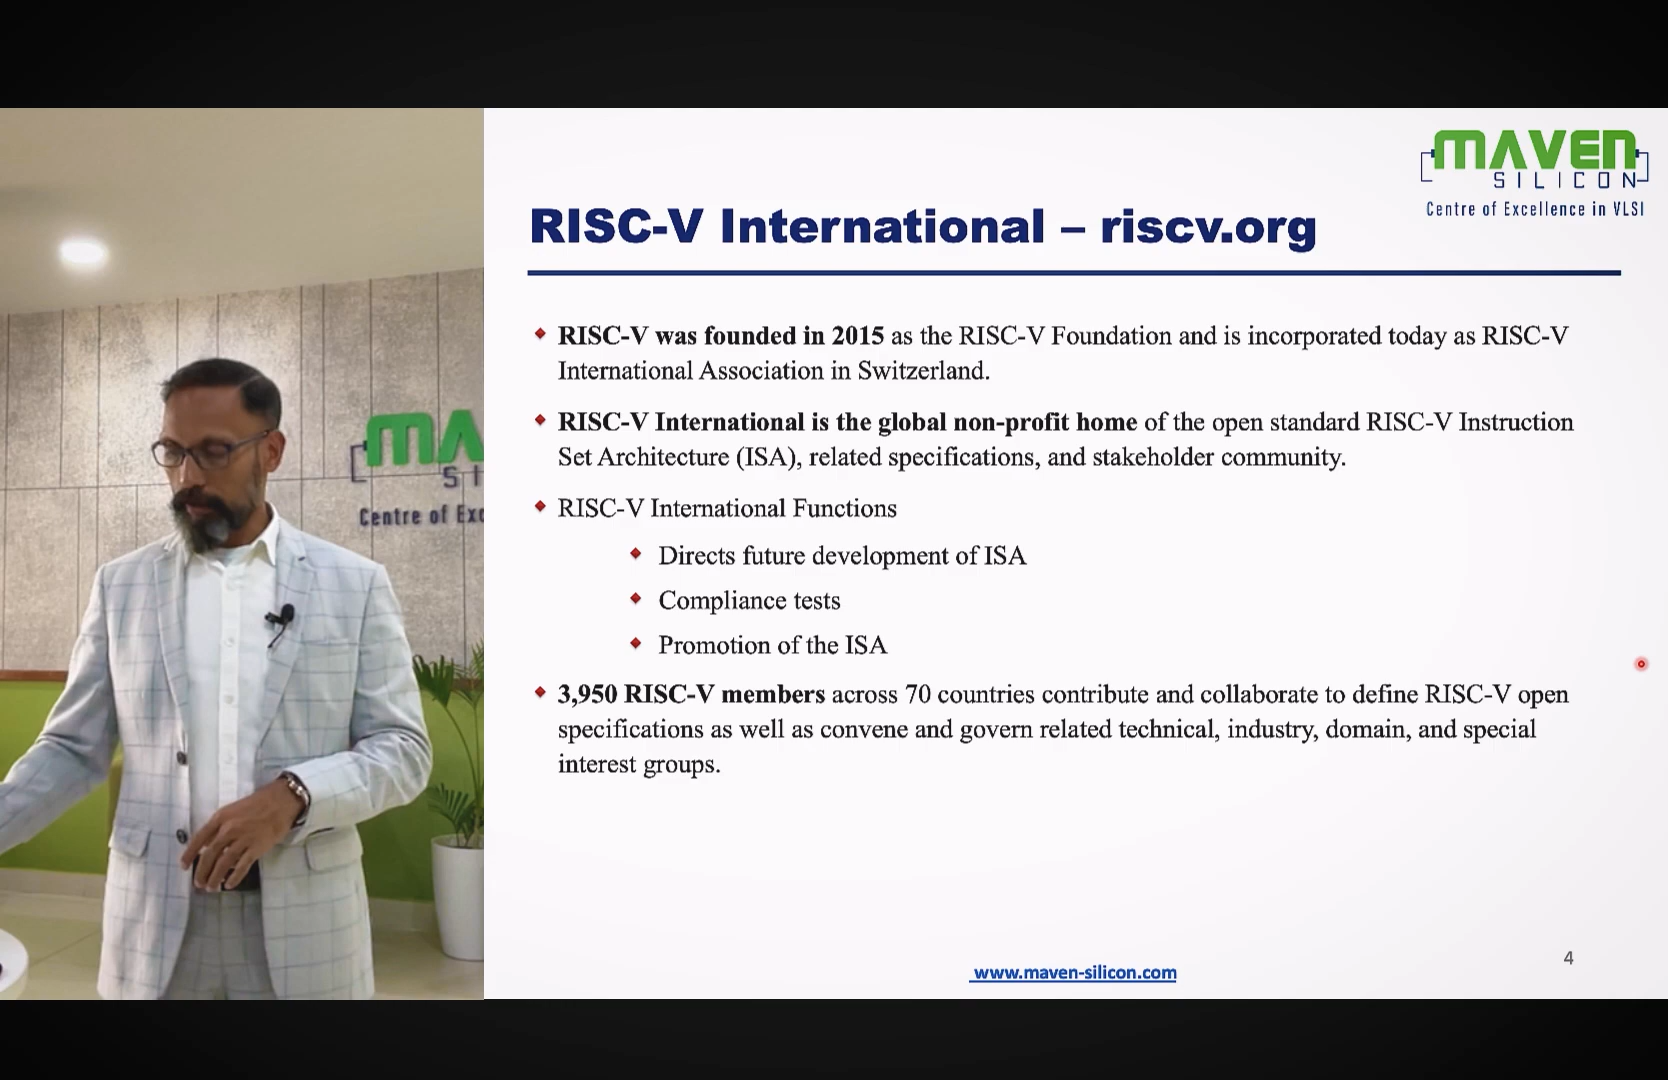 MAVEN
SILICON
Centre of Excellence in VLSI
RISC-V International – riscv.org
RISC-V was founded in 2015 as the RISC-V Foundation and is incorporated today as RISC-V
International Association in Switzerland.
RISC-V International is the global non-profit home of the open standard RISC-V Instruction
Set Architecture (ISA), related specifications, and stakeholder community.
RISC-V International Functions
Directs future development of ISA
Compliance tests
Promotion of the ISA
3,950 RISC-V members across 70 countries contribute and collaborate to define RISC-V open
specifications as well as convene and govern related technical, industry, domain, and special
interest groups.
4
www.maven-silicon.com
MA
SI
Centre of Exc